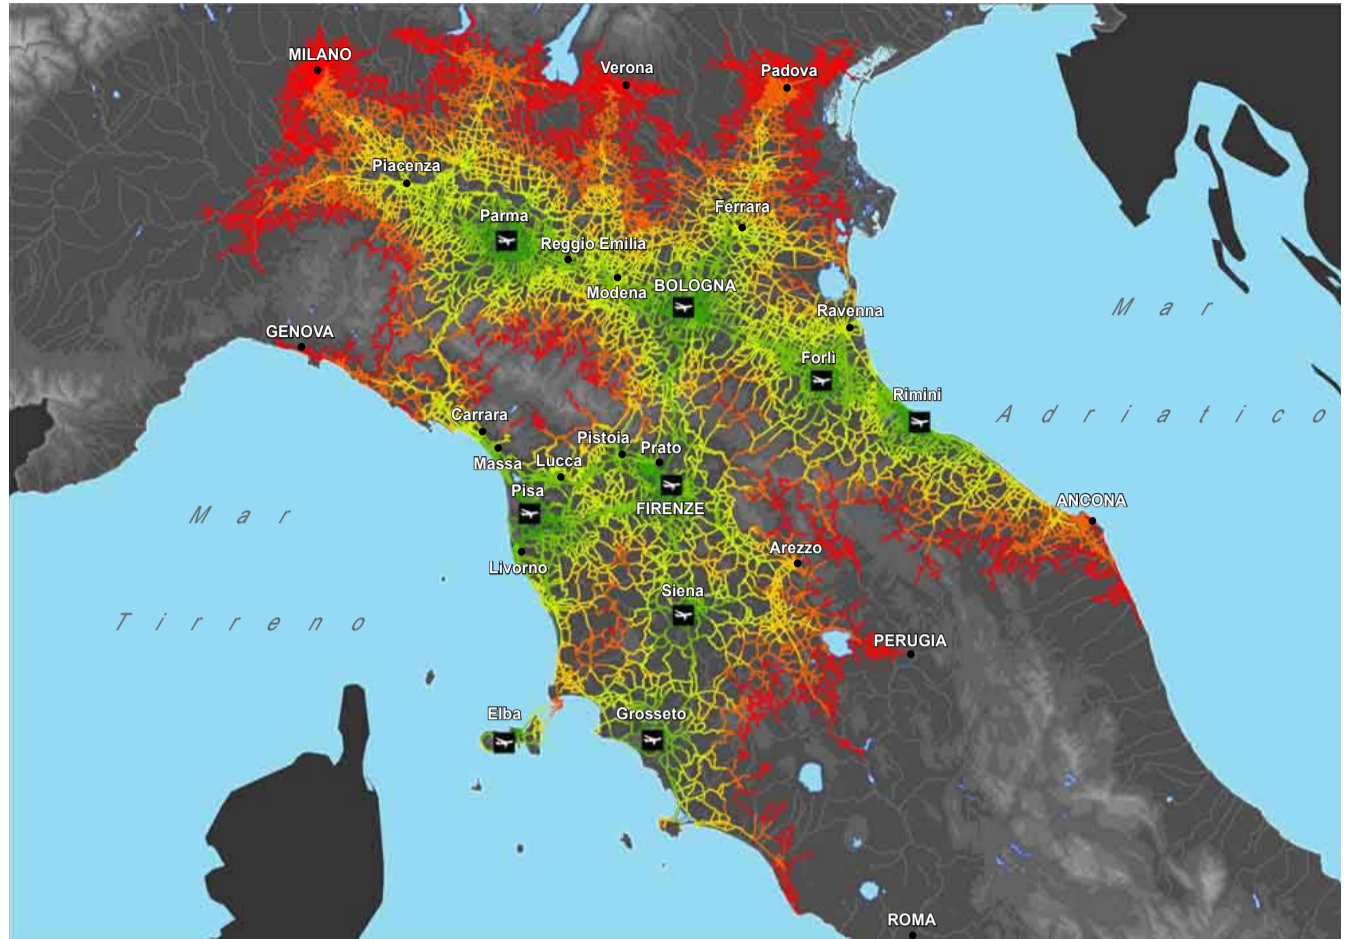 MILANO
Verona
Padova
Piacenza
Parma
Ferrara
Reggio Emilia
Modena
BOLOGNA
Ravenna
GENOVA
Forlì
Rimini
Mar
Adriatico
Carrara
Pistoia
Prato
Massa
Lucca
Pisa
FIRENZE
ANCONA
Mar
Arezzo
Livorno
Siena
Tirreno
PERUGIA
Elba
Grosseto
ROMA